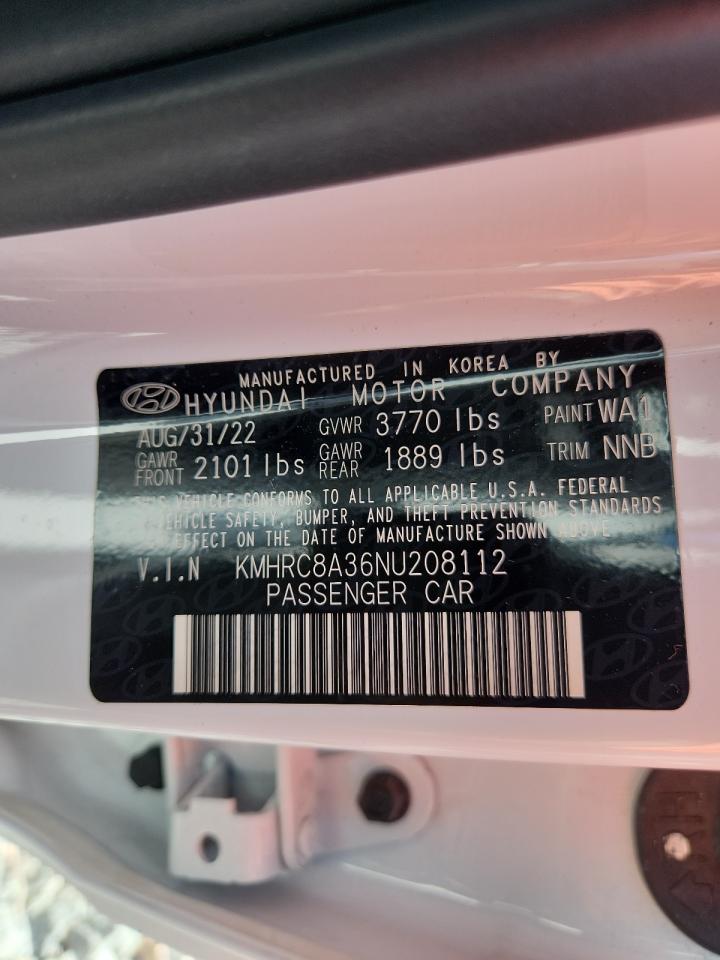 MANUFACTURED IN KOREA BY
HYUNDAI MOTOR COMPANY
AUG/31/22 GVWR 3770 lbs PAINT WA1
GAWR FRONT 2101 lbs GAWR REAR 1889 lbs TRIM NNB
THIS VEHICLE CONFORMS TO ALL APPLICABLE U.S.A. FEDERAL
VEHICLE SAFETY, BUMPER, AND THEFT PREVENTION STANDARDS
IN EFFECT ON THE DATE OF MANUFACTURE SHOWN ABOVE
V.I.N KMHRC8A36NU208112
PASSENGER CAR